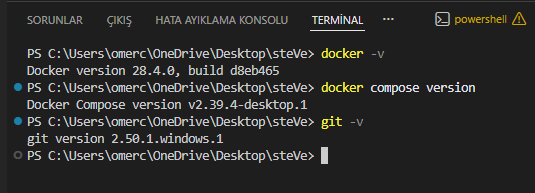 SORUNLAR ÇIKIŞ HATA AYIKLAMA KONSOLU TERMİNAL ··· powershell
PS C:\Users\omerc\OneDrive\Desktop\steVe> docker -v
Docker version 28.4.0, build d8eb465
PS C:\Users\omerc\OneDrive\Desktop\steVe> docker compose version
Docker Compose version v2.39.4-desktop.1
PS C:\Users\omerc\OneDrive\Desktop\steVe> git -v
git version 2.50.1.windows.1
PS C:\Users\omerc\OneDrive\Desktop\steVe>